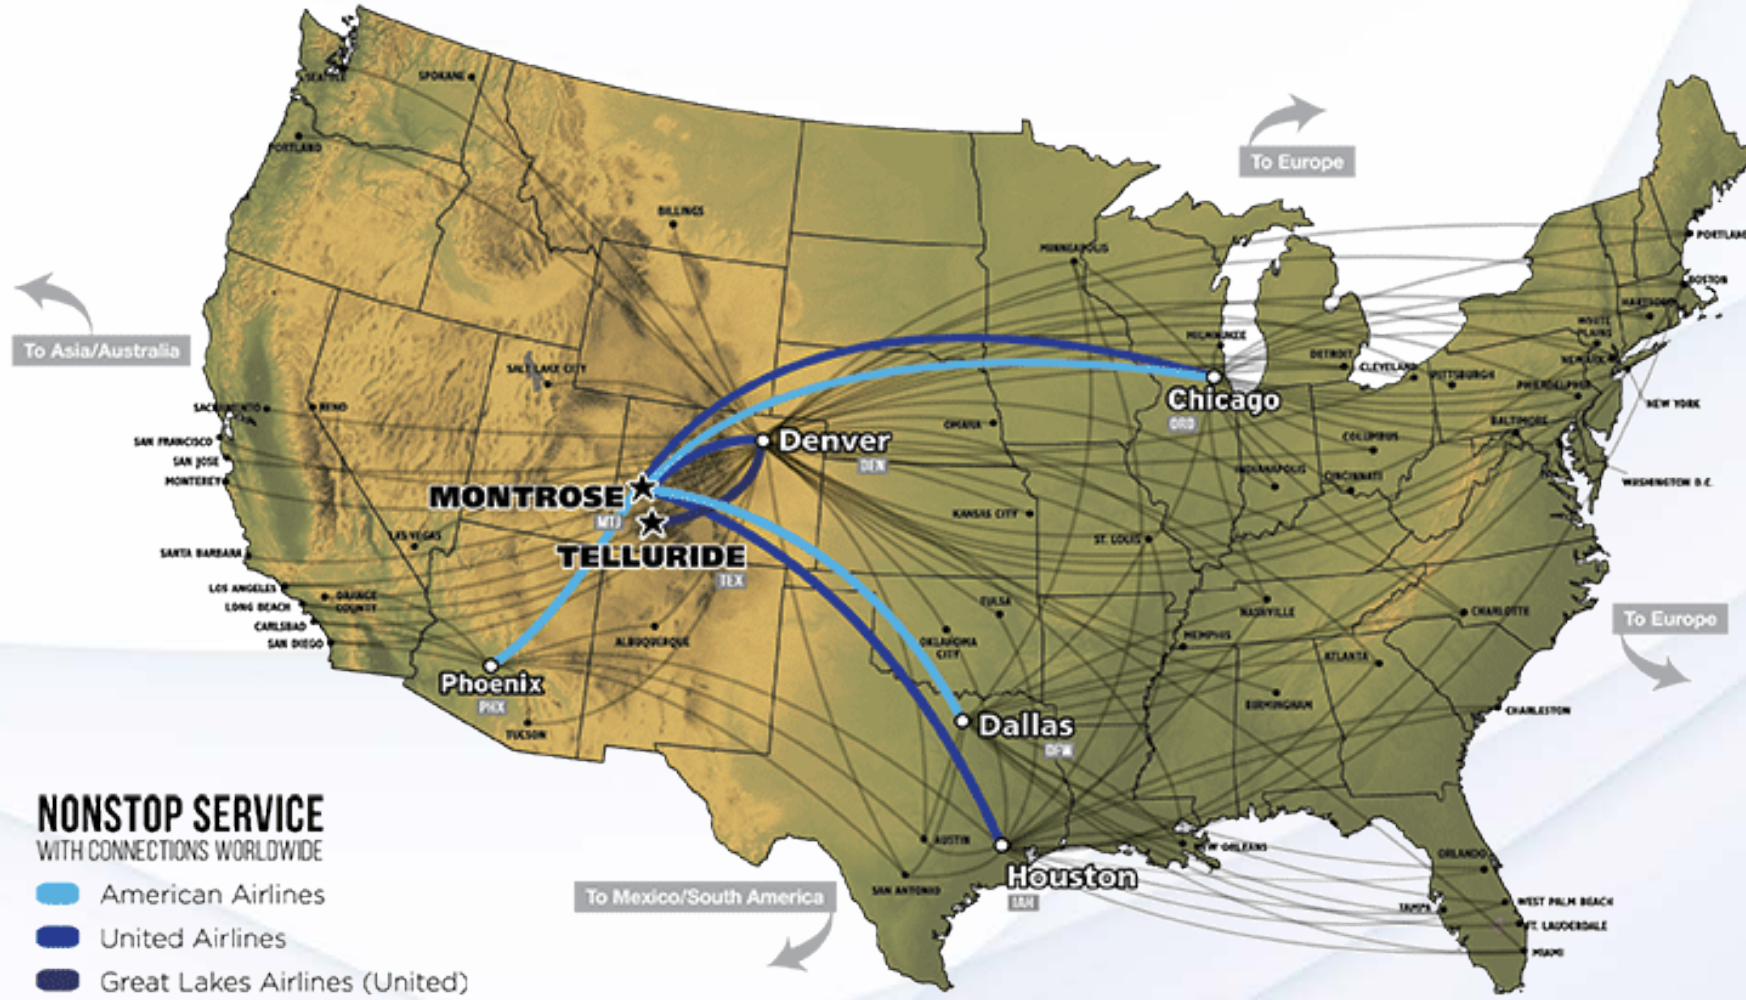 SEATTLE
SPOKANE
PORTLAND
BILLINGS
MINNEAPOLIS
To Europe
PORTLAND
BOSTON
HARTFORD
To Asia/Australia
SALT LAKE CITY
MILWAUKEE
DETROIT
CLEVELAND
PITTSBURGH
WHITE
PLAINS
NEWARK
PHILADELPHIA
NEW YORK
SACRAMENTO
RENO
Chicago
ORD
SAN FRANCISCO
SAN JOSE
MONTEREY
Denver
DEN
OMAHA
COLUMBUS
BALTIMORE
INDIANAPOLIS
CINCINNATI
WASHINGTON D.C.
MONTROSE
MTJ
KANSAS CITY
ST. LOUIS
LAS VEGAS
TELLURIDE
TEX
SANTA BARBARA
LOS ANGELES
LONG BEACH
ORANGE
COUNTY
CARLSBAD
SAN DIEGO
ALBUQUERQUE
TULSA
OKLAHOMA
CITY
NASHVILLE
MEMPHIS
CHARLOTTE
ATLANTA
To Europe
Phoenix
PHX
TUCSON
Dallas
DFW
BIRMINGHAM
CHARLESTON
AUSTIN
SAN ANTONIO
Houston
IAH
NEW ORLEANS
ORLANDO
TAMPA
WEST PALM BEACH
FT. LAUDERDALE
MIAMI
To Mexico/South America
NONSTOP SERVICE
WITH CONNECTIONS WORLDWIDE
American Airlines
United Airlines
Great Lakes Airlines (United)